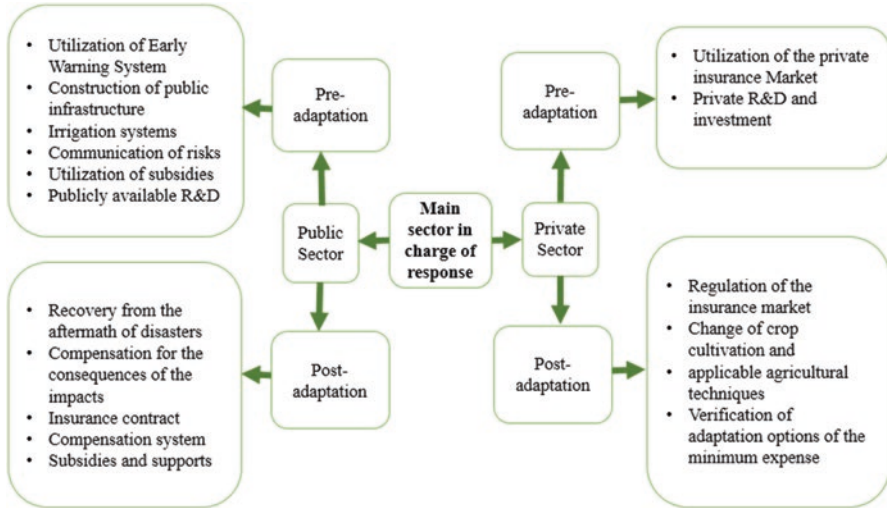 • Utilization of Early
Warning System
• Construction of public
infrastructure
• Irrigation systems
• Communication of risks
• Utilization of subsidies
• Publicly available R&D
Pre-
adaptation
Pre-
adaptation
• Utilization of the private
insurance Market
• Private R&D and
investment
Public
Sector
Main
sector in
charge of
response
Private
Sector
• Recovery from the
aftermath of disasters
• Compensation for the
consequences of the
impacts
• Insurance contract
• Compensation system
• Subsidies and supports
Post-
adaptation
Post-
adaptation
• Regulation of the
insurance market
• Change of crop
cultivation and
• applicable agricultural
techniques
• Verification of
adaptation options of the
minimum expense